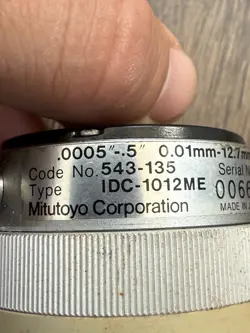 .0005"-.5" 0.01mm-12.7mm
Code No. 543-135 Serial
Type IDC-1012ME 0066
Mitutoyo Corporation MADE IN